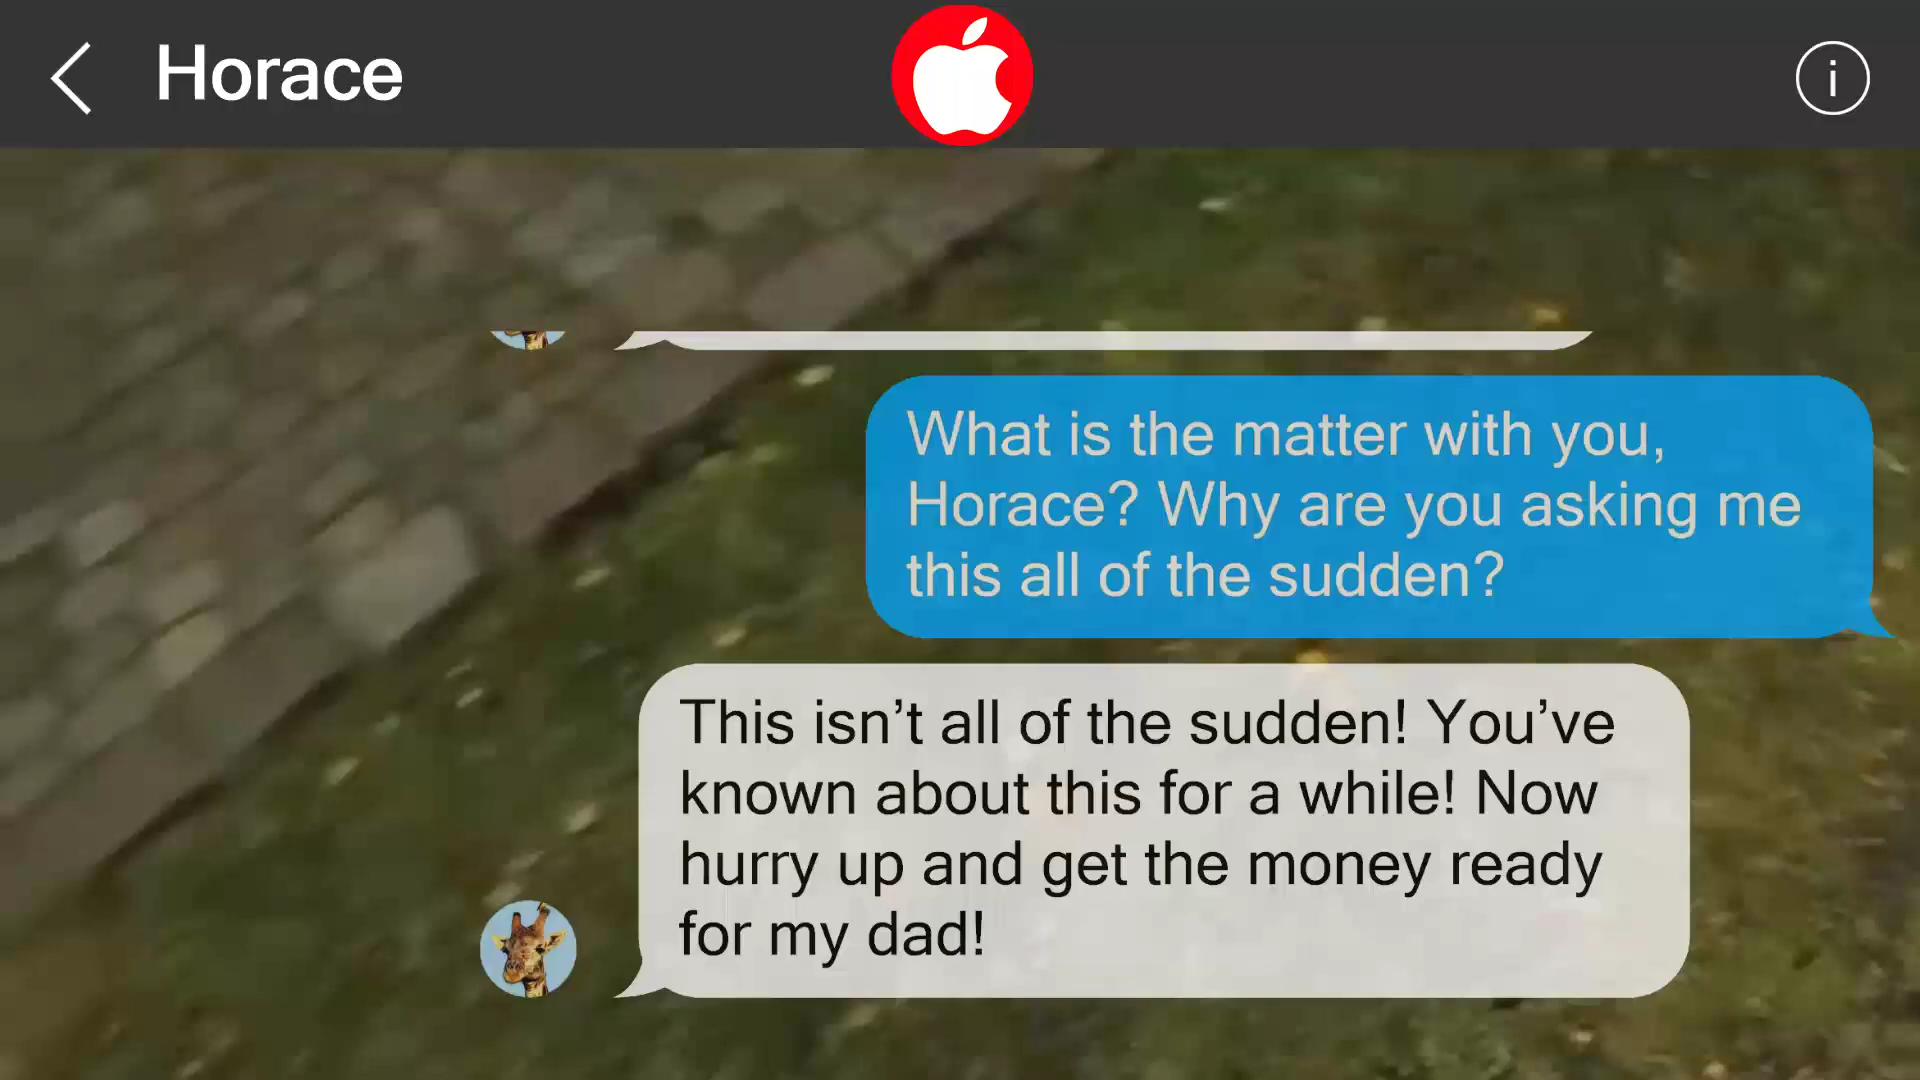 Horace
What is the matter with you,
Horace? Why are you asking me
this all of the sudden?
This isn’t all of the sudden! You’ve
known about this for a while! Now
hurry up and get the money ready
for my dad!